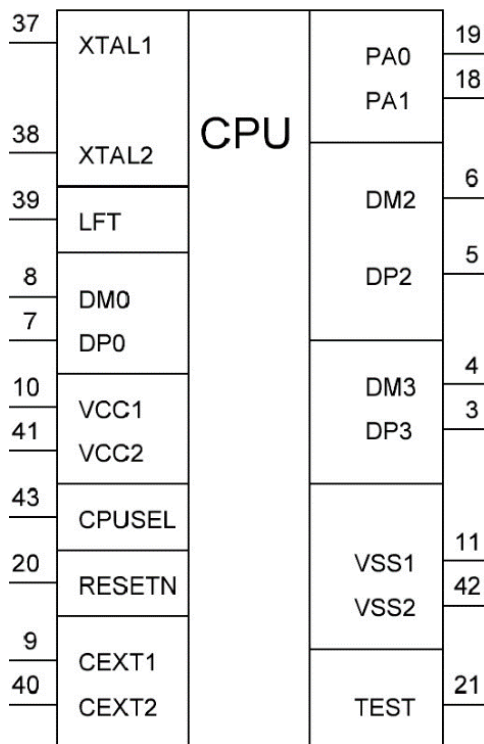 37
XTAL1
38
XTAL2
39
LFT
8
DM0
7
DP0
10
VCC1
41
VCC2
43
CPUSEL
20
RESETN
9
CEXT1
40
CEXT2
CPU
19
PA0
18
PA1
6
DM2
5
DP2
4
DM3
3
DP3
11
VSS1
42
VSS2
21
TEST